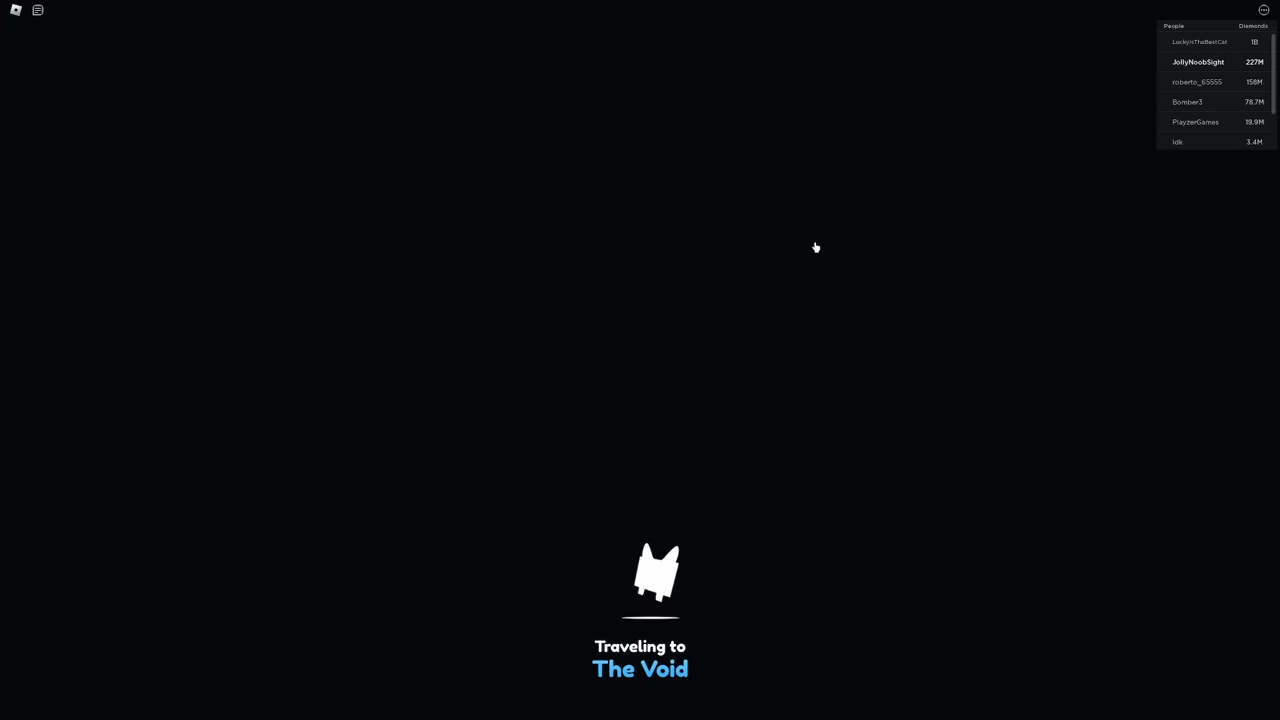 People Diamonds
LuckyIsTheBestCat 1B
JollyNoobSight 227M
roberto_65555 158M
Bomber3 78.7M
PlayzerGames 19.9M
Idk 3.4M
Traveling to
The Void